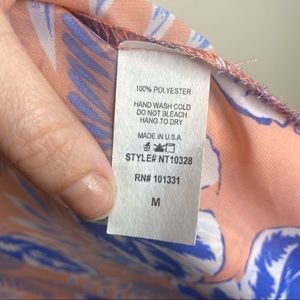 100% POLYESTER
HAND WASH COLD
DO NOT BLEACH
HANG TO DRY
MADE IN U.S.A.
STYLE# NT10328
RN# 101331
M